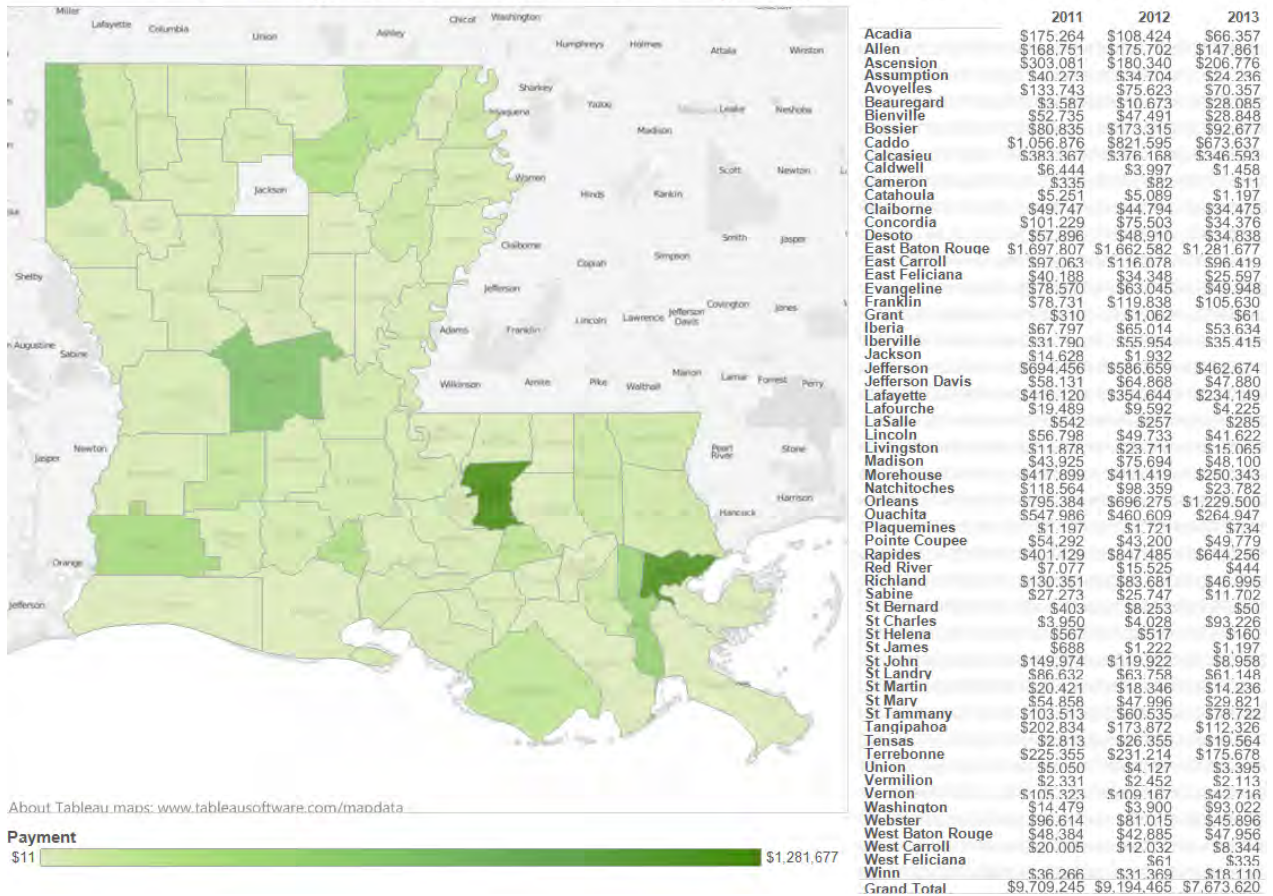 Miller
Lafayette
Columbia
Union
Ashley
Chicot
Washington
Humphreys
Holmes
Attala
Winston
Sharkey
Issaquena
Yazoo
Leake
Neshoba
Madison
Warren
Scott
Newton
Jackson
Hinds
Rankin
Smith
Jasper
Claiborne
Copiah
Simpson
Shelby
Jefferson
Covington
Jones
Lincoln
Lawrence
Jefferson
Davis
Adams
Franklin
n Augustine
Sabine
Wilkinson
Amite
Pike
Walthall
Marion
Lamar
Forrest
Perry
Newton
Jasper
Pearl
River
Stone
Harrison
Hancock
Orange
Jefferson
About Tableau maps: www.tableausoftware.com/mapdata
Payment
$11 $1,281,677
2011 2012 2013
Acadia $175,264 $108,424 $66,357
Allen $168,751 $175,702 $147,861
Ascension $303,081 $180,340 $206,776
Assumption $40,273 $34,704 $24,236
Avoyelles $133,743 $75,623 $70,357
Beauregard $3,587 $10,673 $28,085
Bienville $52,735 $47,491 $28,848
Bossier $80,835 $173,315 $92,677
Caddo $1,056,876 $821,595 $673,637
Calcasieu $383,367 $376,168 $346,593
Caldwell $6,444 $3,997 $1,458
Cameron $335 $82 $11
Catahoula $5,251 $5,089 $1,197
Claiborne $49,747 $44,794 $34,475
Concordia $101,229 $75,503 $34,376
Desoto $57,896 $48,910 $34,838
East Baton Rouge $1,697,807 $1,662,582 $1,281,677
East Carroll $97,063 $116,078 $96,419
East Feliciana $40,188 $34,348 $25,597
Evangeline $78,570 $63,045 $49,948
Franklin $78,731 $119,838 $105,630
Grant $310 $1,062 $61
Iberia $67,797 $65,014 $53,634
Iberville $31,790 $55,954 $35,415
Jackson $14,628 $1,932
Jefferson $694,456 $586,659 $462,674
Jefferson Davis $58,131 $64,868 $47,880
Lafayette $416,120 $354,644 $234,149
Lafourche $19,489 $9,592 $4,225
LaSalle $542 $257 $285
Lincoln $56,798 $49,733 $41,622
Livingston $11,878 $23,711 $15,065
Madison $43,925 $75,694 $48,100
Morehouse $417,899 $411,419 $250,343
Natchitoches $118,564 $98,359 $23,782
Orleans $795,384 $696,275 $1,229,500
Ouachita $547,986 $460,609 $264,947
Plaquemines $1,197 $1,721 $734
Pointe Coupee $54,292 $43,200 $49,779
Rapides $401,129 $847,485 $644,256
Red River $7,077 $15,525 $444
Richland $130,351 $83,681 $46,995
Sabine $27,273 $25,747 $11,702
St Bernard $403 $8,253 $50
St Charles $3,950 $4,028 $93,226
St Helena $567 $517 $160
St James $688 $1,222 $1,197
St John $149,974 $119,922 $8,958
St Landry $86,632 $63,758 $61,148
St Martin $20,421 $18,346 $14,236
St Mary $54,858 $47,996 $29,821
St Tammany $103,513 $60,535 $78,722
Tangipahoa $202,834 $173,872 $112,326
Tensas $2,813 $26,355 $19,564
Terrebonne $225,355 $231,214 $175,678
Union $5,050 $4,127 $3,395
Vermilion $2,331 $2,452 $2,113
Vernon $105,323 $109,167 $42,716
Washington $14,479 $3,900 $93,022
Webster $96,614 $81,015 $45,896
West Baton Rouge $48,384 $42,885 $47,956
West Carroll $20,005 $12,032 $8,344
West Feliciana $61 $335
Winn $36,266 $31,369 $18,110
Grand Total $9,709,245 $9,194,465 $7,673,620